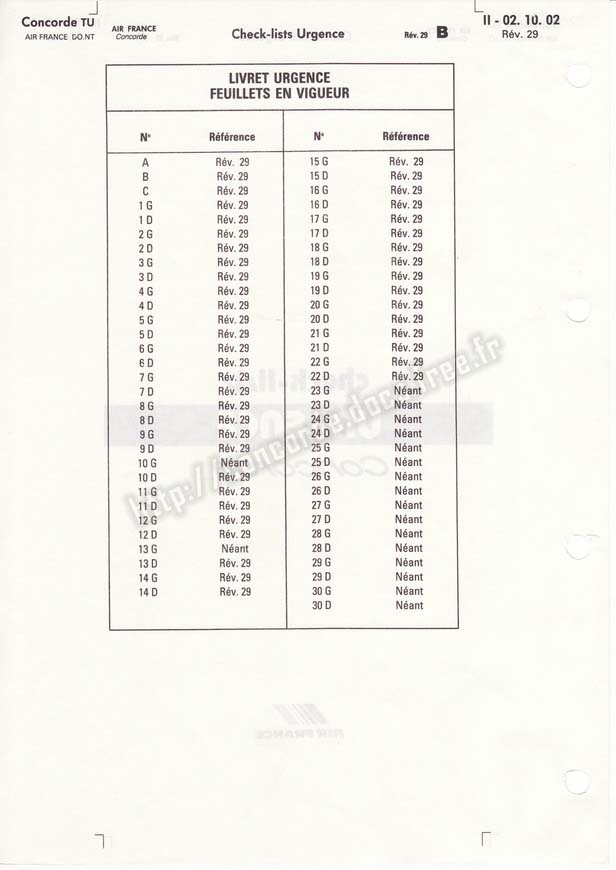 Concorde TU
AIR FRANCE DO.NT
AIR FRANCE
Concorde
Check-lists Urgence
Rév. 29 B
II - 02. 10. 02
Rév. 29
LIVRET URGENCE
FEUILLETS EN VIGUEUR
N° Référence N° Référence
A Rév. 29 15 G Rév. 29
B Rév. 29 15 D Rév. 29
C Rév. 29 16 G Rév. 29
1 G Rév. 29 16 D Rév. 29
1 D Rév. 29 17 G Rév. 29
2 G Rév. 29 17 D Rév. 29
2 D Rév. 29 18 G Rév. 29
3 G Rév. 29 18 D Rév. 29
3 D Rév. 29 19 G Rév. 29
4 G Rév. 29 19 D Rév. 29
4 D Rév. 29 20 G Rév. 29
5 G Rév. 29 20 D Rév. 29
5 D Rév. 29 21 G Rév. 29
6 G Rév. 29 21 D Rév. 29
6 D Rév. 29 22 G Rév. 29
7 G Rév. 29 22 D Rév. 29
7 D Rév. 29 23 G Néant
8 G Rév. 29 23 D Néant
8 D Rév. 29 24 G Néant
9 G Rév. 29 24 D Néant
9 D Rév. 29 25 G Néant
10 G Néant 25 D Néant
10 D Rév. 29 26 G Néant
11 G Rév. 29 26 D Néant
11 D Rév. 29 27 G Néant
12 G Rév. 29 27 D Néant
12 D Rév. 29 28 G Néant
13 G Néant 28 D Néant
13 D Rév. 29 29 G Néant
14 G Rév. 29 29 D Néant
14 D Rév. 29 30 G Néant
30 D Néant
http://concorde.docavfree.fr
AIR FRANCE